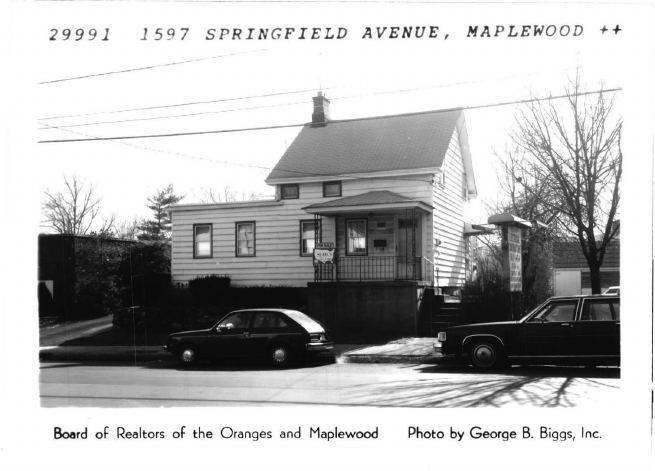 29991 1597 SPRINGFIELD AVENUE, MAPLEWOOD ++
Board of Realtors of the Oranges and Maplewood Photo by George B. Biggs, Inc.